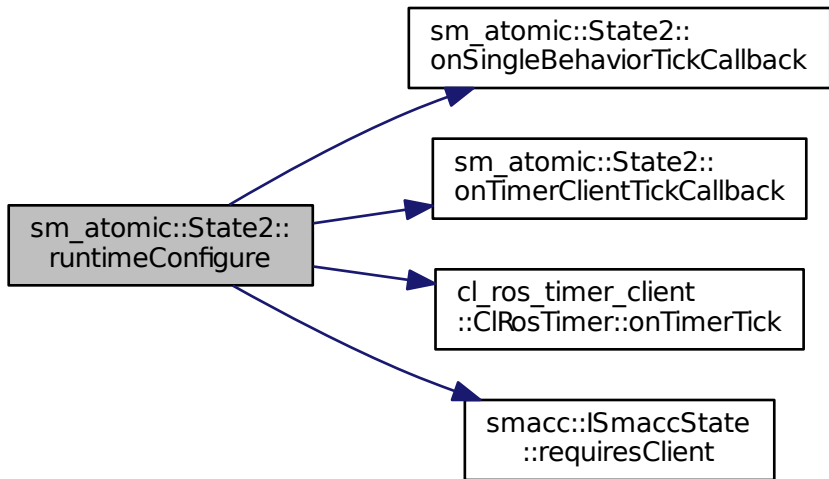 sm_atomic::State2::
runtimeConfigure
sm_atomic::State2::
onSingleBehaviorTickCallback
sm_atomic::State2::
onTimerClientTickCallback
cl_ros_timer_client
::ClRosTimer::onTimerTick
smacc::ISmaccState
::requiresClient